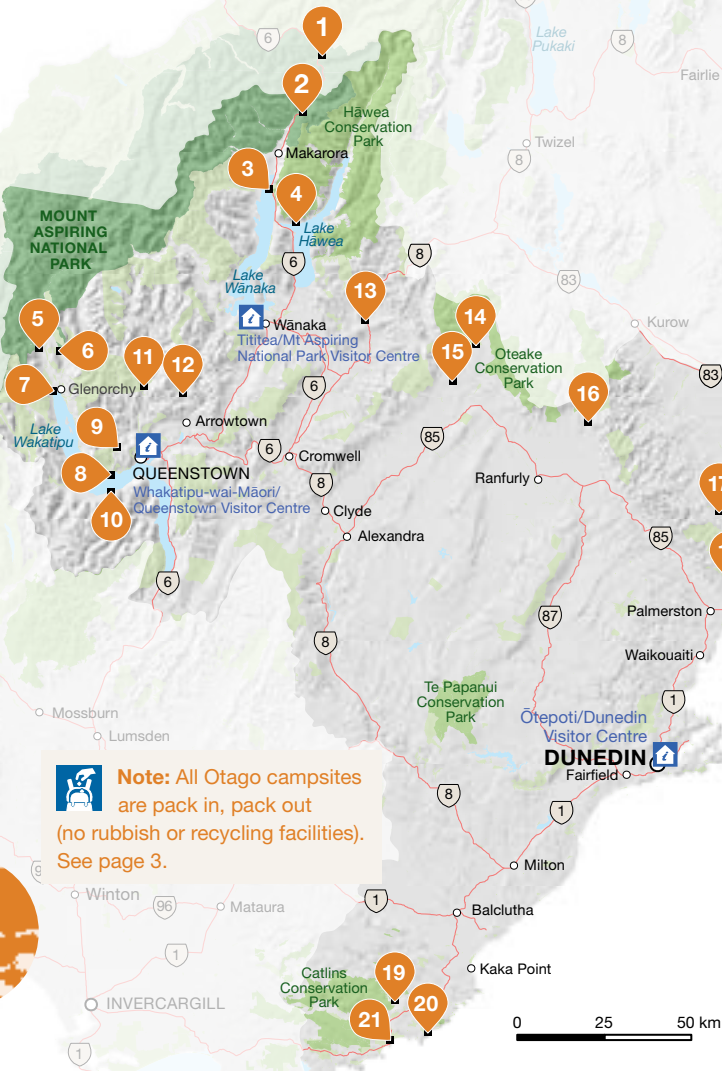 1
6
Lake
Pukaki
8
Fairlie
2
Hāwea
Conservation
Park
Makarora
Twizel
8
3
4
MOUNT
ASPIRING
NATIONAL
PARK
Lake
Hāwea
6
8
Lake
Wānaka
83
13
5
6
Wānaka
Tititea/Mt Aspiring
National Park Visitor Centre
14
Kurow
15
Oteake
Conservation
Park
11
12
7
Glenorchy
6
83
16
9
Lake
Wakatipu
Arrowtown
85
6
Cromwell
8
QUEENSTOWN
Whakatipu-wai-Māori/
Queenstown Visitor Centre
8
Ranfurly
17
10
Clyde
Alexandra
85
6
87
Palmerston
8
Waikouaiti
Te Papanui
Conservation
Park
1
Mossburn
Ōtepoti/Dunedin
Visitor Centre
Lumsden
DUNEDIN
Fairfield
Note: All Otago campsites
are pack in, pack out
(no rubbish or recycling facilities).
See page 3.
8
1
Milton
Winton
96
Mataura
1
Balclutha
1
Kaka Point
Catlins
Conservation
Park
19
20
INVERCARGILL
21
0 25 50 km
1